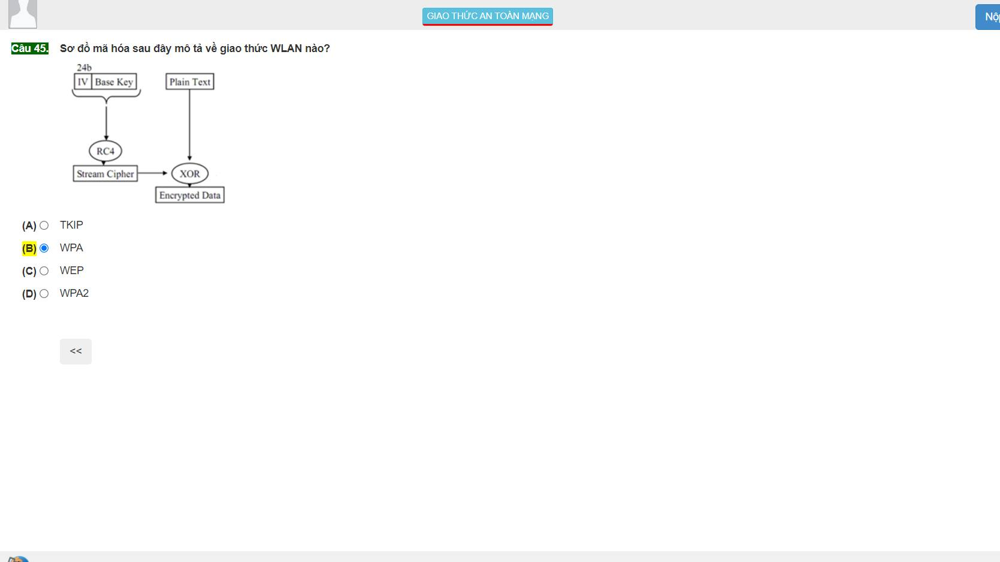 GIAO THỨC AN TOÀN MẠNG
Câu 45. Sơ đồ mã hóa sau đây mô tả về giao thức WLAN nào?
24b
IV Base Key
Plain Text
RC4
Stream Cipher
XOR
Encrypted Data
(A) TKIP
(B) WPA
(C) WEP
(D) WPA2
<<